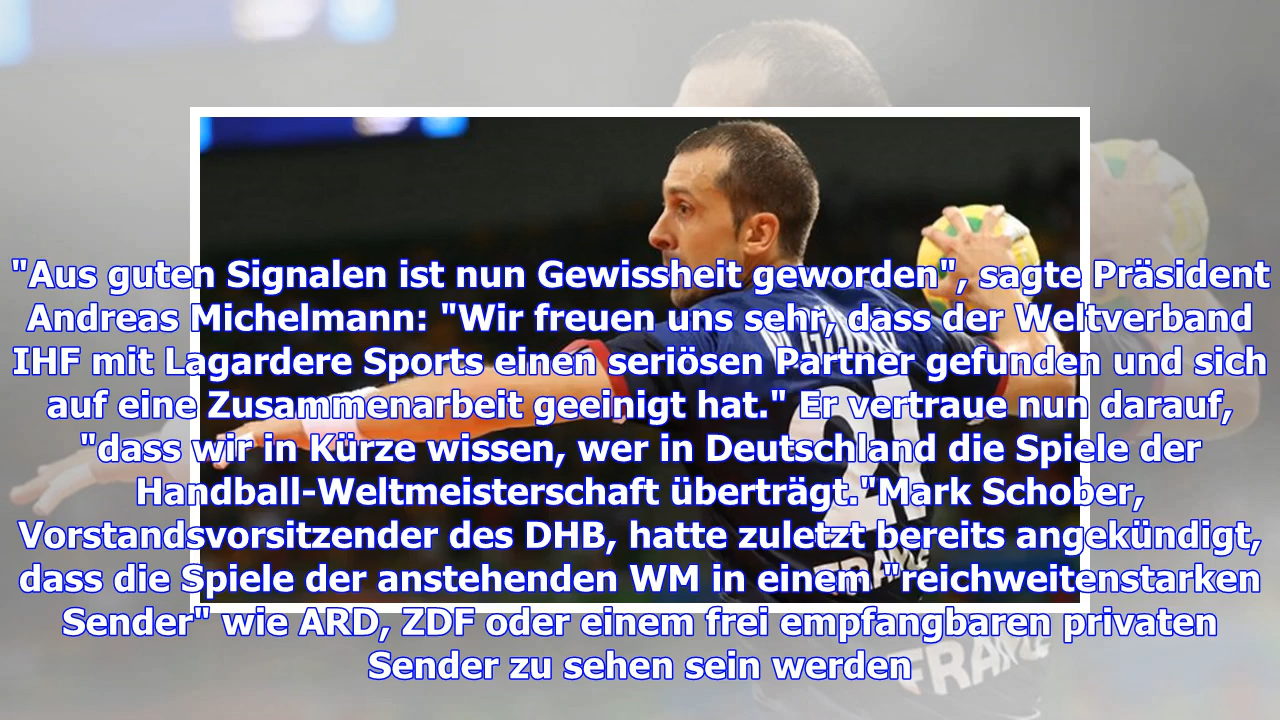 "Aus guten Signalen ist nun Gewissheit geworden", sagte Präsident
Andreas Michelmann: "Wir freuen uns sehr, dass der Weltverband
IHF mit Lagardere Sports einen seriösen Partner gefunden und sich
auf eine Zusammenarbeit geeinigt hat." Er vertraue nun darauf,
"dass wir in Kürze wissen, wer in Deutschland die Spiele der
Handball-Weltmeisterschaft überträgt."Mark Schober,
Vorstandsvorsitzender des DHB, hatte zuletzt bereits angekündigt,
dass die Spiele der anstehenden WM in einem "reichweitenstarken
Sender" wie ARD, ZDF oder einem frei empfangbaren privaten
Sender zu sehen sein werden
21
FRANCE